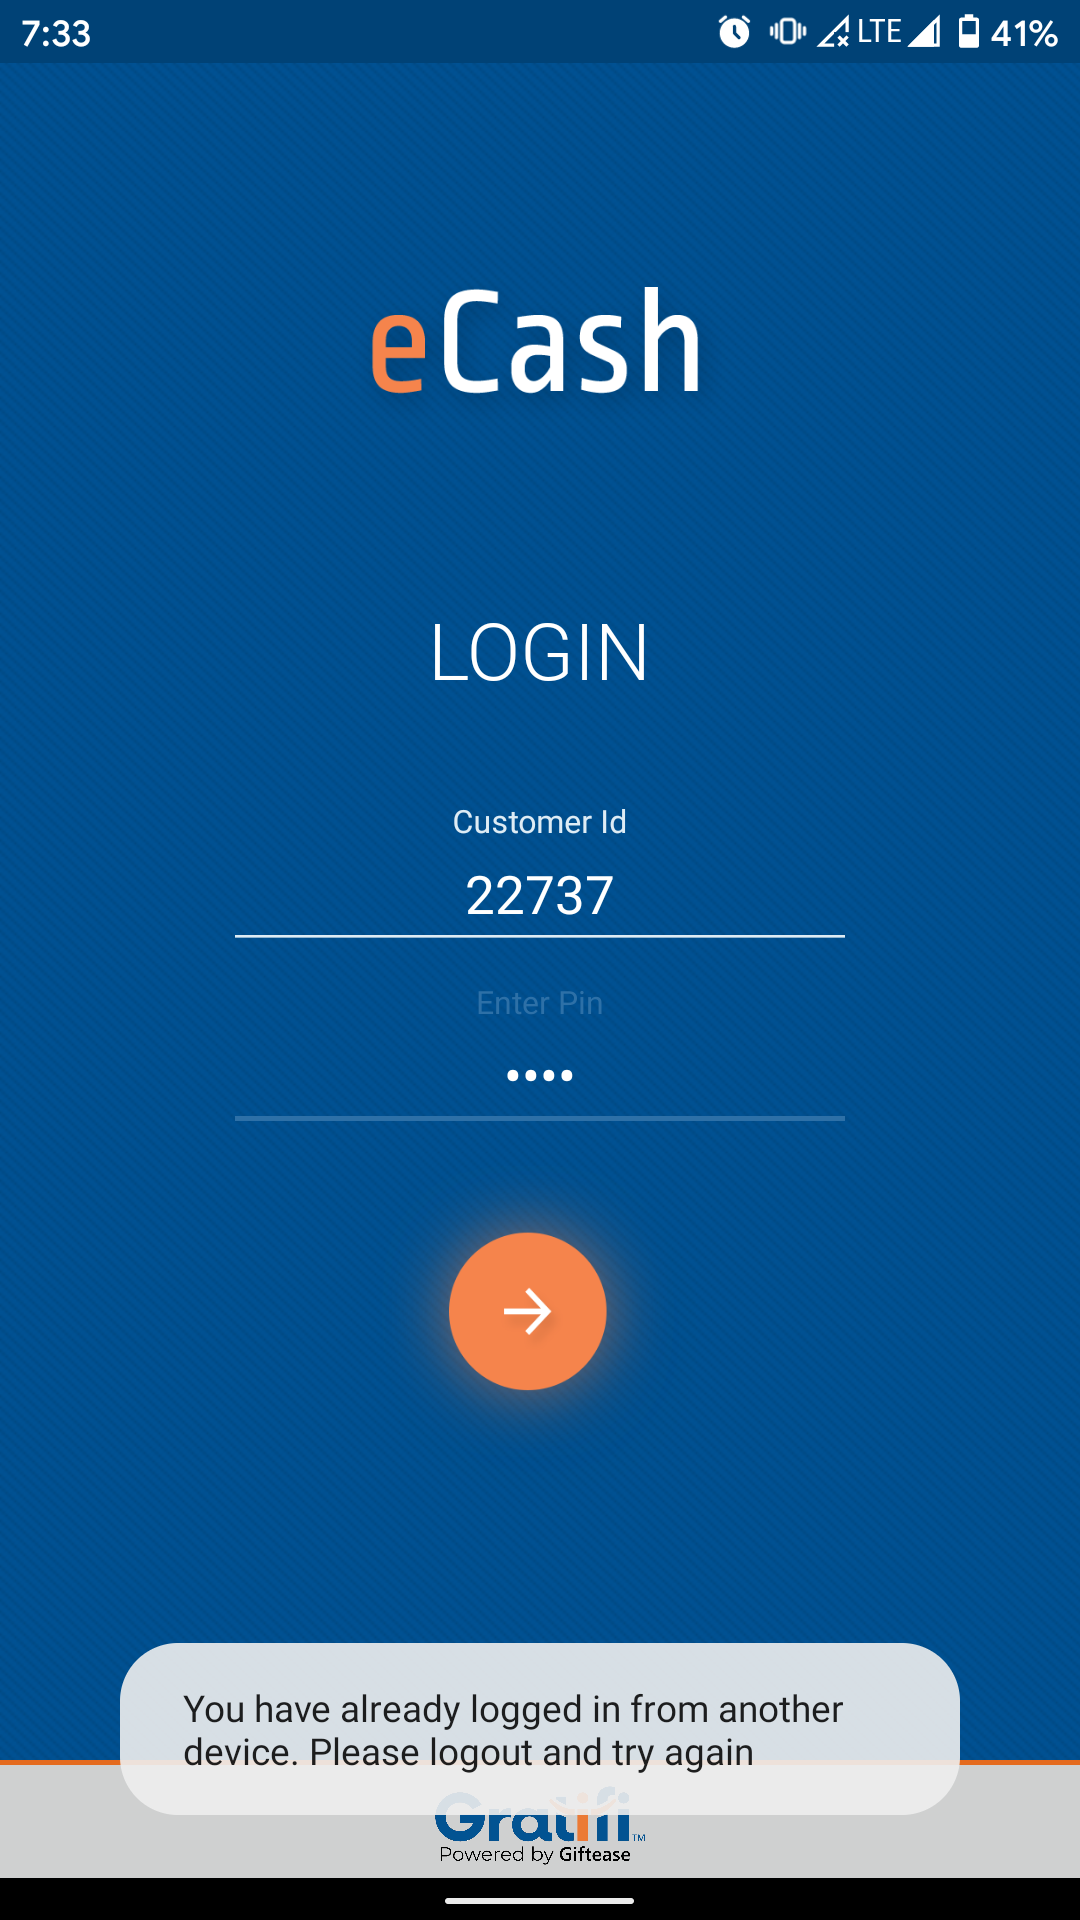 7:33 LTE 41%
eCash
LOGIN
Customer Id
22737
Enter Pin
••••
You have already logged in from another
device. Please logout and try again
Gratifi™
Powered by Giftease